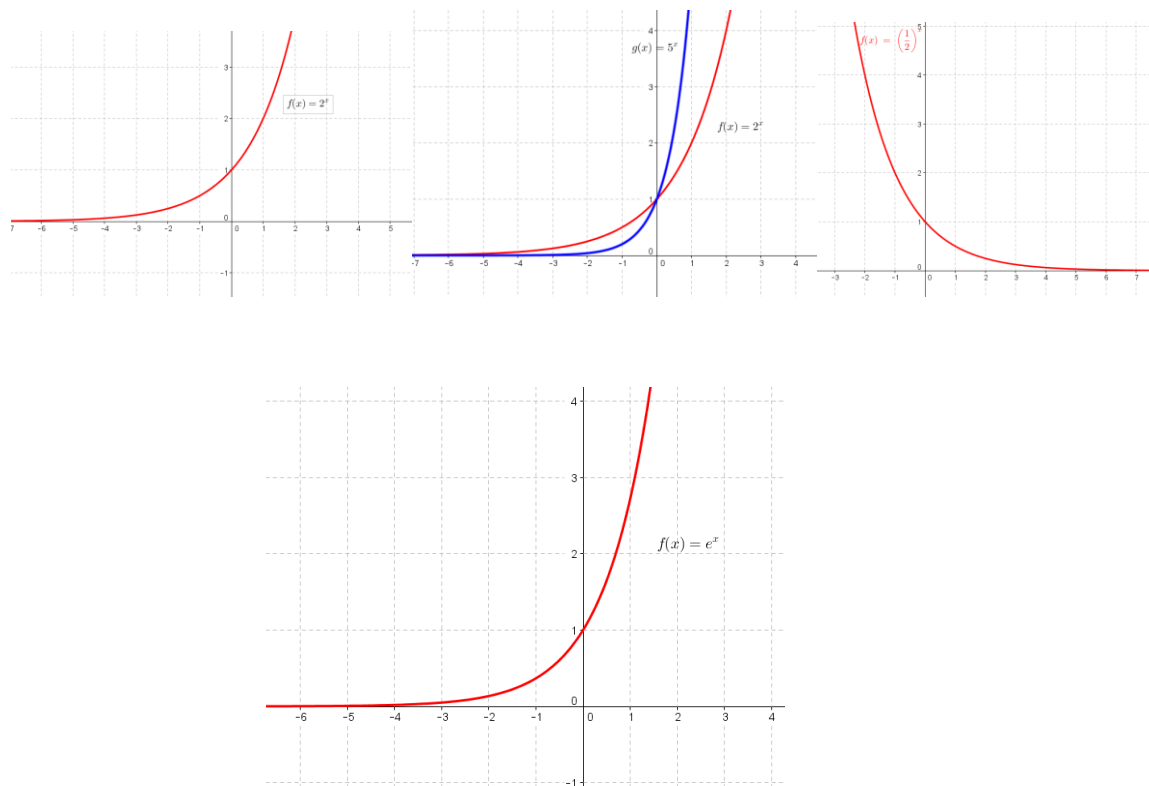 3
f(x) = 2^x
2
1
0
7 -6 -5 -4 -3 -2 -1 0 1 2 3 4 5
-1
4
g(x) = 5^x
3
f(x) = 2^x
2
1
0
-7 -6 -5 -4 -3 -2 -1 0 1 2 3 4
5
f(x) = (1/2)
4
3
2
1
0
-3 -2 -1 0 1 2 3 4 5 6 7
4
3
f(x) = e^x
2
1
0
-6 -5 -4 -3 -2 -1 0 1 2 3 4
-1